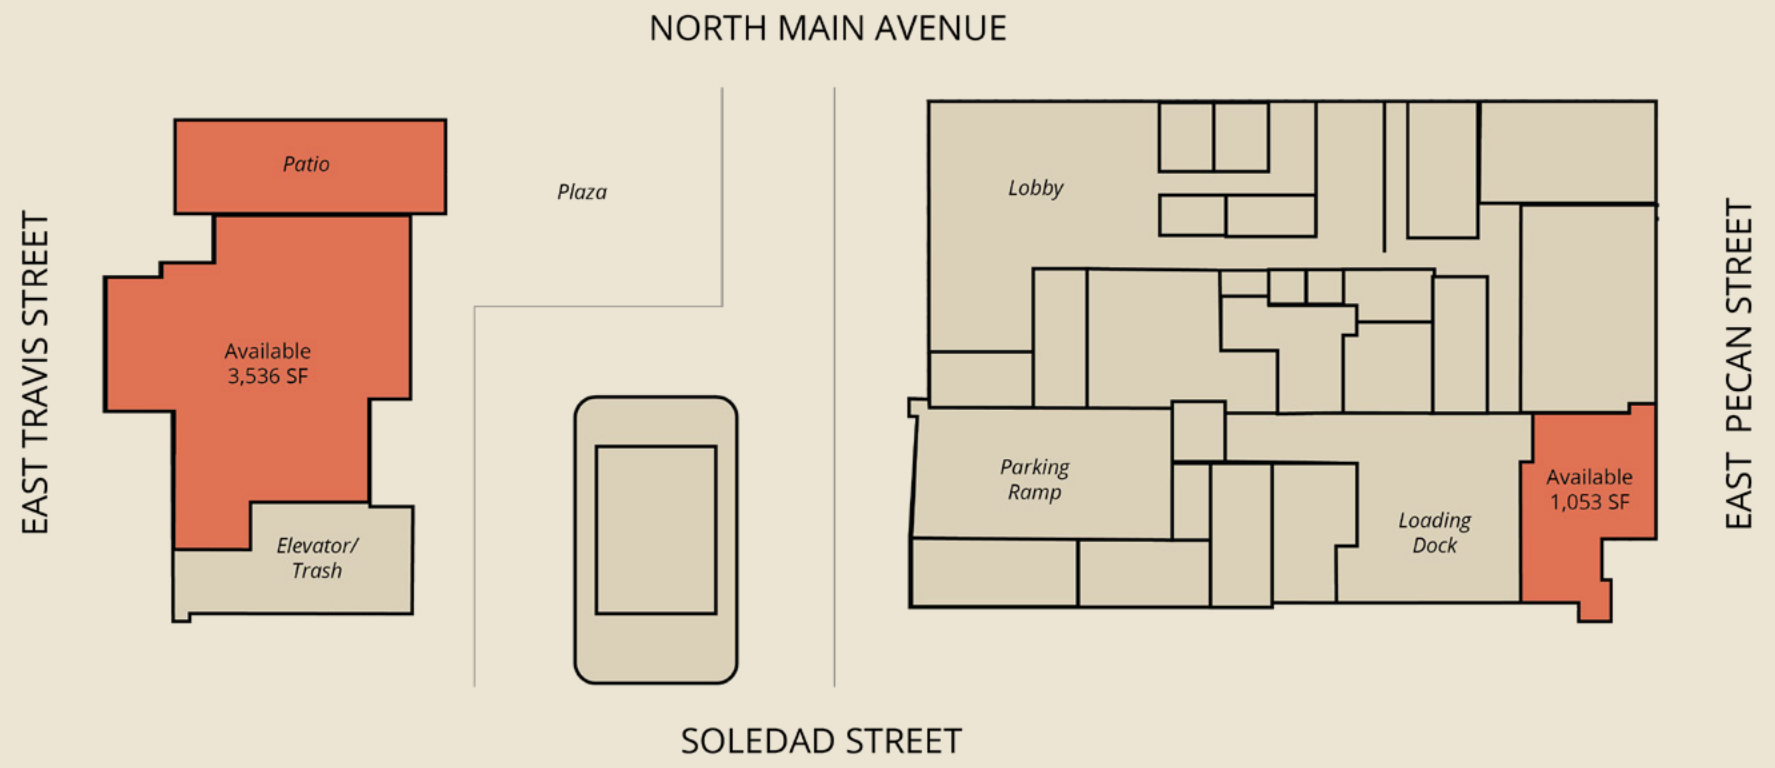 NORTH MAIN AVENUE
Patio
Plaza
Lobby
EAST TRAVIS STREET
Available
3,536 SF
EAST PECAN STREET
Parking
Ramp
Available
1,053 SF
Loading
Dock
Elevator/
Trash
SOLEDAD STREET